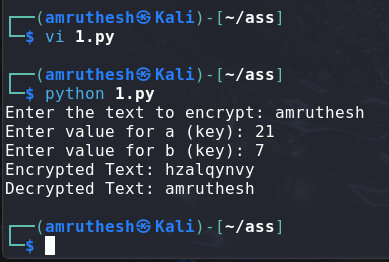 ┌──(amruthesh㉿Kali)-[~/ass]
└─$ vi 1.py
┌──(amruthesh㉿Kali)-[~/ass]
└─$ python 1.py
Enter the text to encrypt: amruthesh
Enter value for a (key): 21
Enter value for b (key): 7
Encrypted Text: hzalqynvy
Decrypted Text: amruthesh
┌──(amruthesh㉿Kali)-[~/ass]
└─$